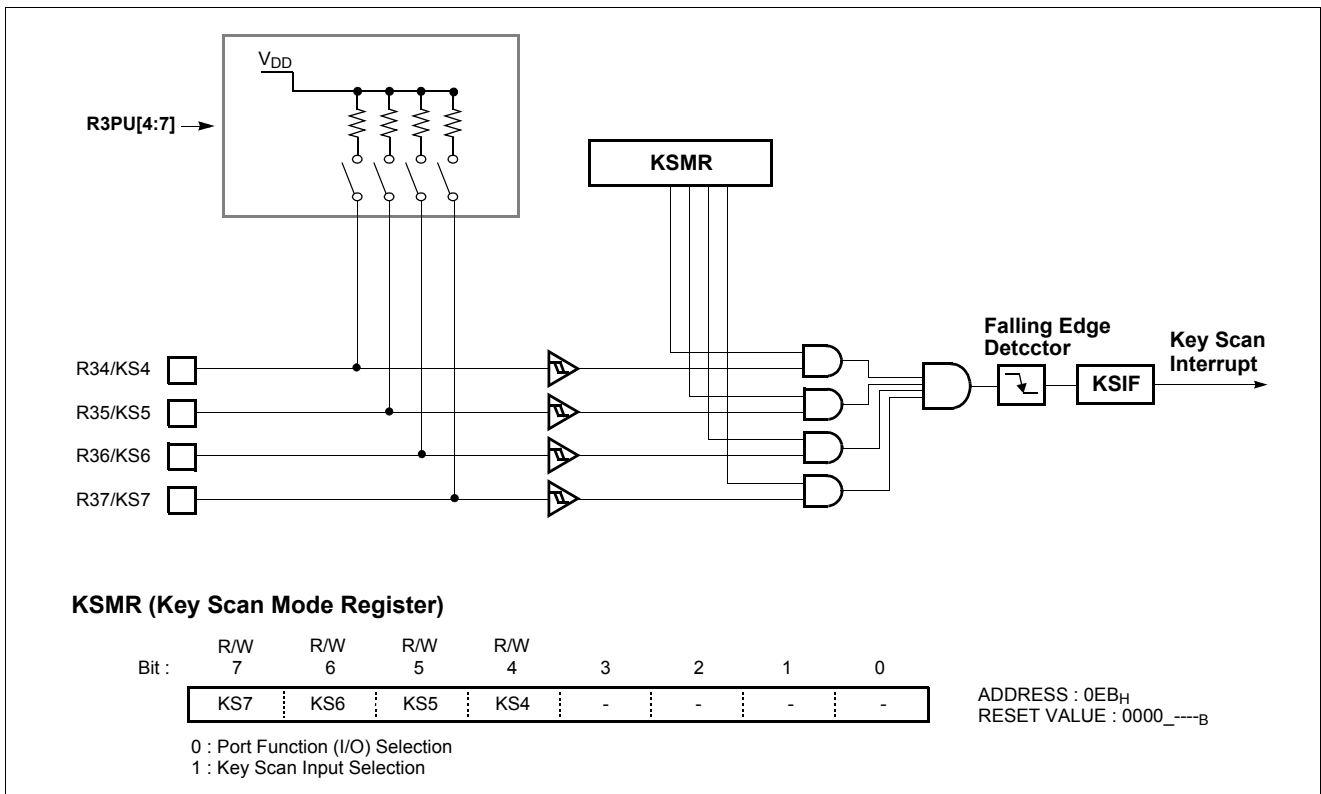 VDD
R3PU[4:7]
KSMR
Falling Edge
Detcctor
Key Scan
Interrupt
KSIF
R34/KS4
R35/KS5
R36/KS6
R37/KS7
KSMR (Key Scan Mode Register)
R/W R/W R/W R/W
Bit : 7 6 5 4 3 2 1 0
KS7 KS6 KS5 KS4 - - - -
ADDRESS : 0EBH
RESET VALUE : 0000_----B
0 : Port Function (I/O) Selection
1 : Key Scan Input Selection